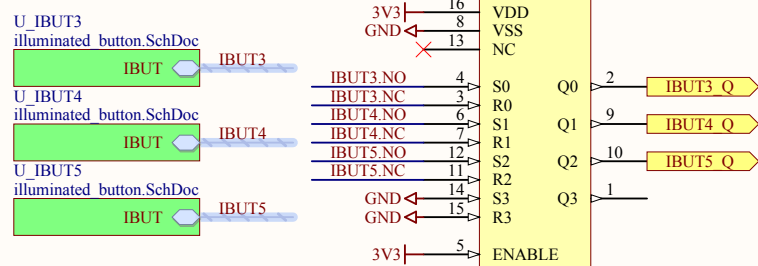 U_IBUT3
illuminated_button.SchDoc
IBUT IBUT3
U_IBUT4
illuminated_button.SchDoc
IBUT IBUT4
U_IBUT5
illuminated_button.SchDoc
IBUT IBUT5
3V3 16 VDD
GND 8 VSS
13 NC
IBUT3.NO 4 S0 Q0 2 IBUT3_Q
IBUT3.NC 3 R0
IBUT4.NO 6 S1 Q1 9 IBUT4_Q
IBUT4.NC 7 R1
IBUT5.NO 12 S2 Q2 10 IBUT5_Q
IBUT5.NC 11 R2
GND 14 S3 Q3 1
GND 15 R3
3V3 5 ENABLE